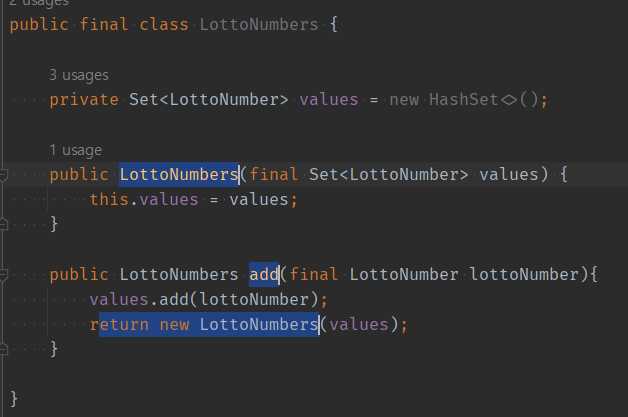 2 usages
public final class LottoNumbers {
3 usages
private Set<LottoNumber> values = new HashSet<>();
1 usage
public LottoNumbers(final Set<LottoNumber> values) {
this.values = values;
}
public LottoNumbers add(final LottoNumber lottoNumber){
values.add(lottoNumber);
return new LottoNumbers(values);
}
}